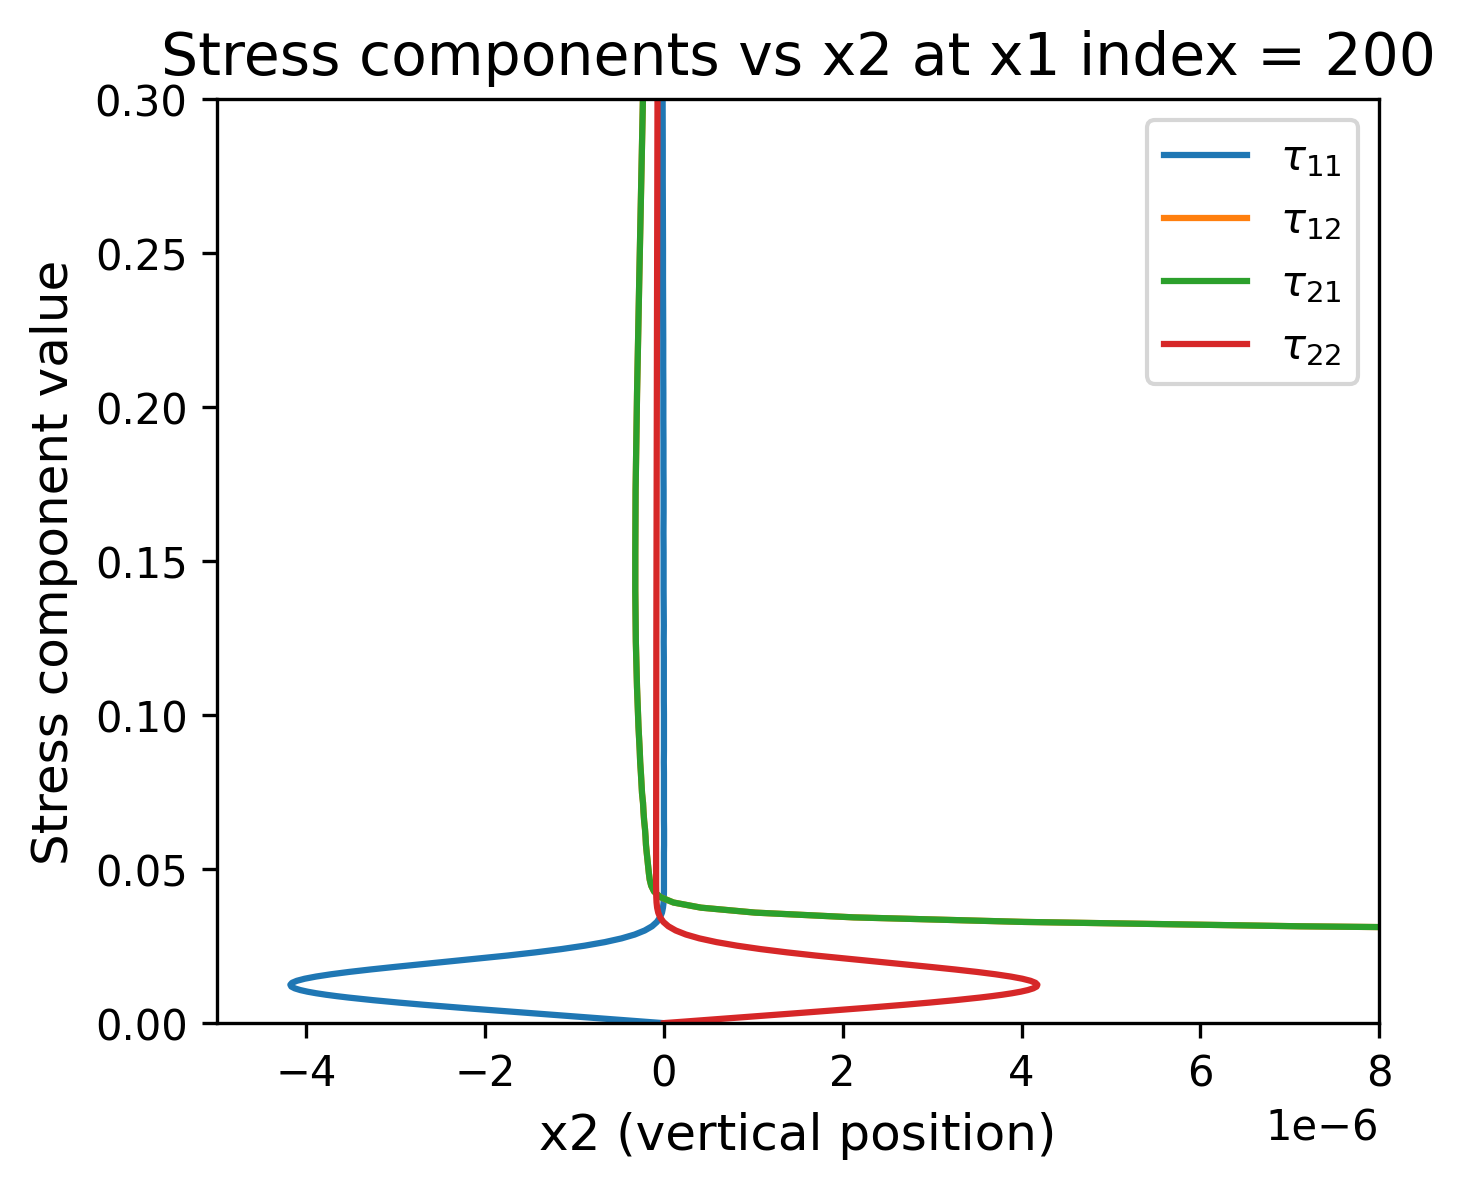 Stress components vs x2 at x1 index = 200
Stress component value
0.30
0.25
0.20
0.15
0.10
0.05
0.00
τ11
τ12
τ21
τ22
−4 −2 0 2 4 6 8
1e−6
x2 (vertical position)